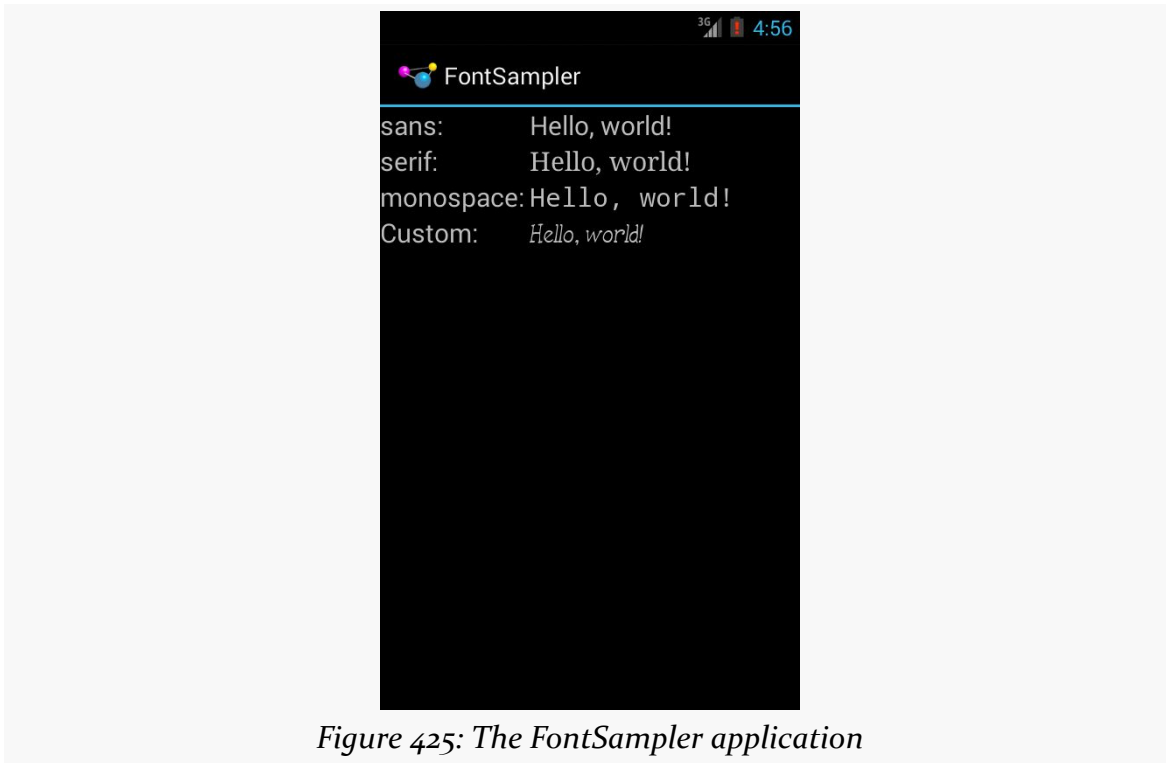 3G 4:56
FontSampler
sans: Hello, world!
serif: Hello, world!
monospace: Hello, world!
Custom: Hello, world!
Figure 425: The FontSampler application